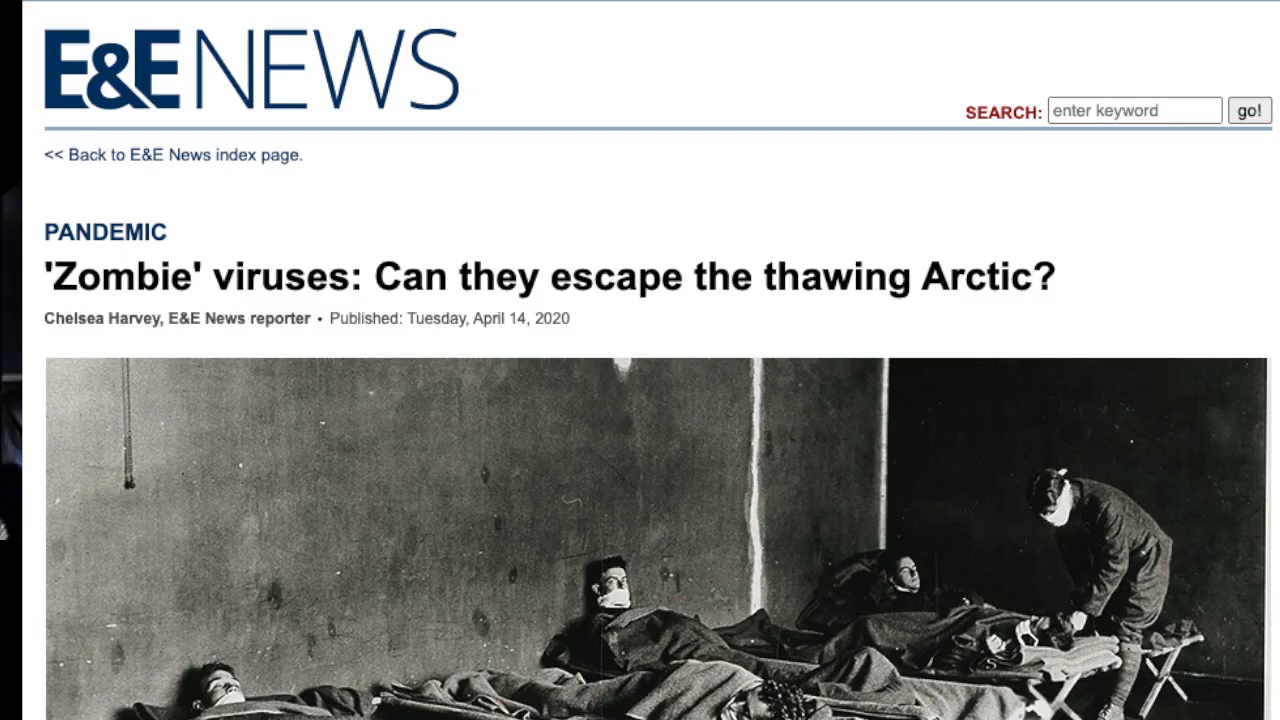 E&E NEWS
SEARCH: enter keyword go!
<< Back to E&E News index page.
PANDEMIC
'Zombie' viruses: Can they escape the thawing Arctic?
Chelsea Harvey, E&E News reporter • Published: Tuesday, April 14, 2020